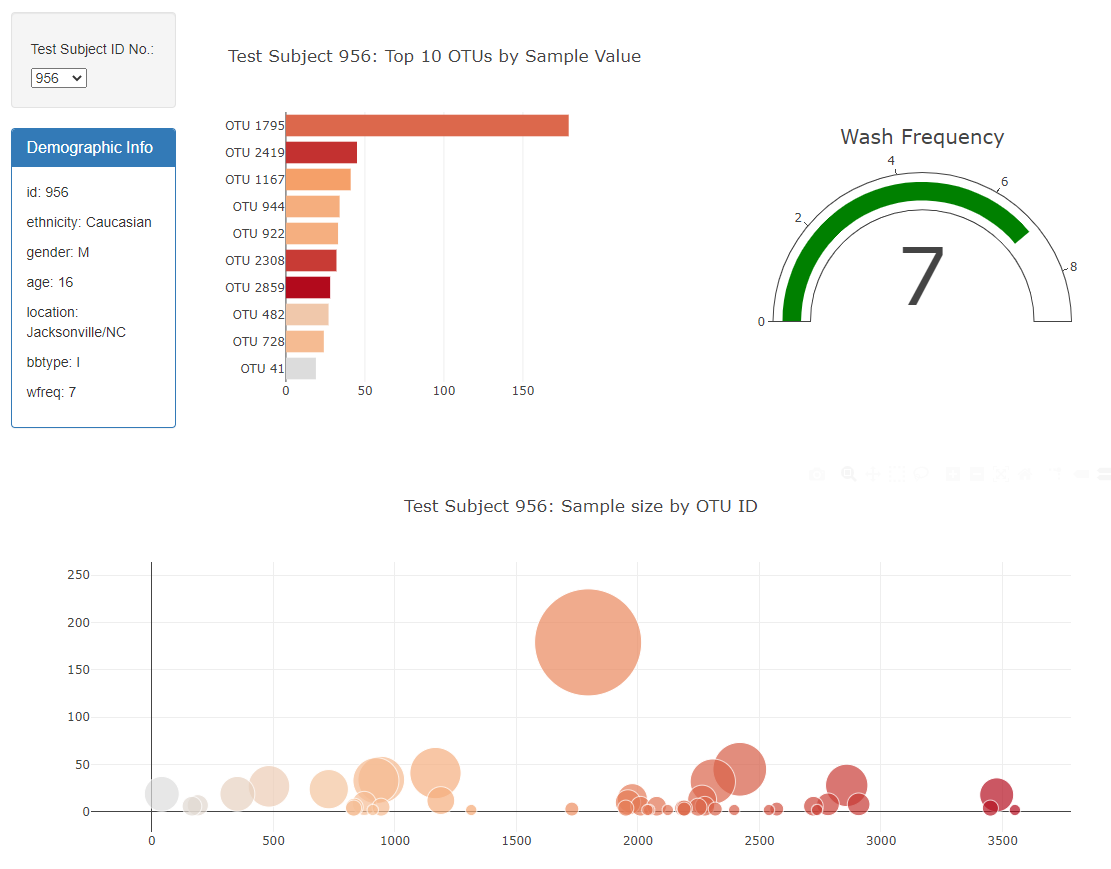 Test Subject ID No.:
956
Demographic Info
id: 956
ethnicity: Caucasian
gender: M
age: 16
location:
Jacksonville/NC
bbtype: I
wfreq: 7
Test Subject 956: Top 10 OTUs by Sample Value
OTU 1795
OTU 2419
OTU 1167
OTU 944
OTU 922
OTU 2308
OTU 2859
OTU 482
OTU 728
OTU 41
0 50 100 150
Wash Frequency
4
6
2
8
0
7
Test Subject 956: Sample size by OTU ID
250
200
150
100
50
0
0 500 1000 1500 2000 2500 3000 3500